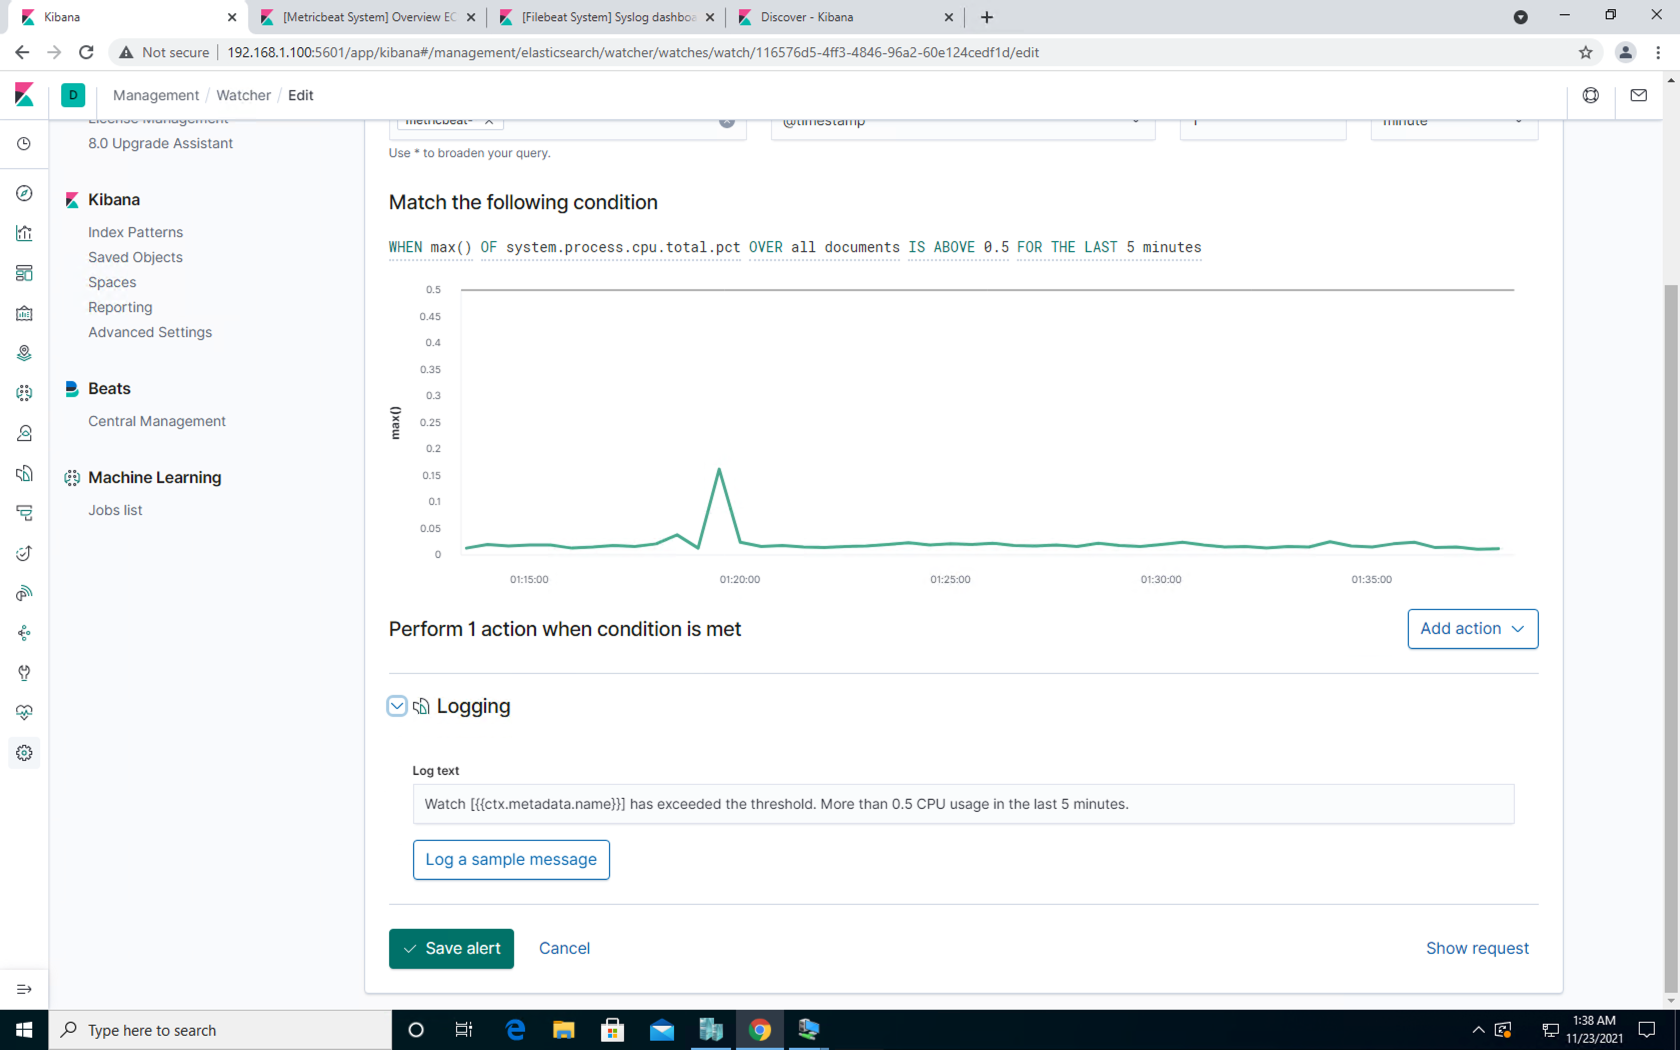 Kibana
[Metricbeat System] Overview EC
[Filebeat System] Syslog dashboa
Discover - Kibana
Not secure
192.168.1.100:5601/app/kibana#/management/elasticsearch/watcher/watches/watch/116576d5-4ff3-4846-96a2-60e124cedf1d/edit
D
Management / Watcher / Edit
License Management
8.0 Upgrade Assistant
Kibana
Index Patterns
Saved Objects
Spaces
Reporting
Advanced Settings
Beats
Central Management
Machine Learning
Jobs list
metricbeat-*
@timestamp
1
minute
Use * to broaden your query.
Match the following condition
WHEN max() OF system.process.cpu.total.pct OVER all documents IS ABOVE 0.5 FOR THE LAST 5 minutes
max()
0.5
0.45
0.4
0.35
0.3
0.25
0.2
0.15
0.1
0.05
0
01:15:00
01:20:00
01:25:00
01:30:00
01:35:00
Perform 1 action when condition is met
Add action
Logging
Log text
Watch [{{ctx.metadata.name}}] has exceeded the threshold. More than 0.5 CPU usage in the last 5 minutes.
Log a sample message
Save alert
Cancel
Show request
Type here to search
1:38 AM
11/23/2021